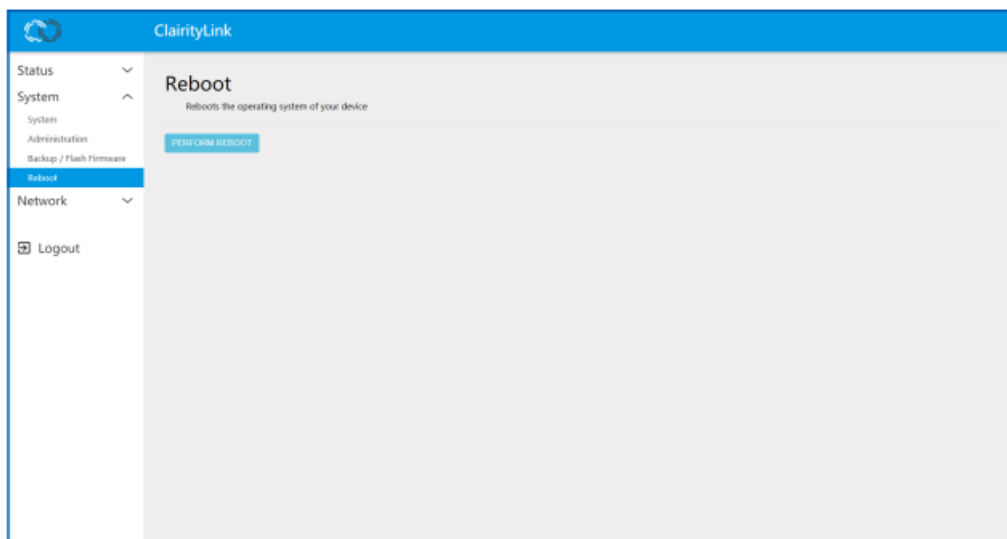 ClairityLink
Status
System
System
Administration
Backup / Flash Firmware
Reboot
Network
Logout
Reboot
Reboots the operating system of your device
PERFORM REBOOT